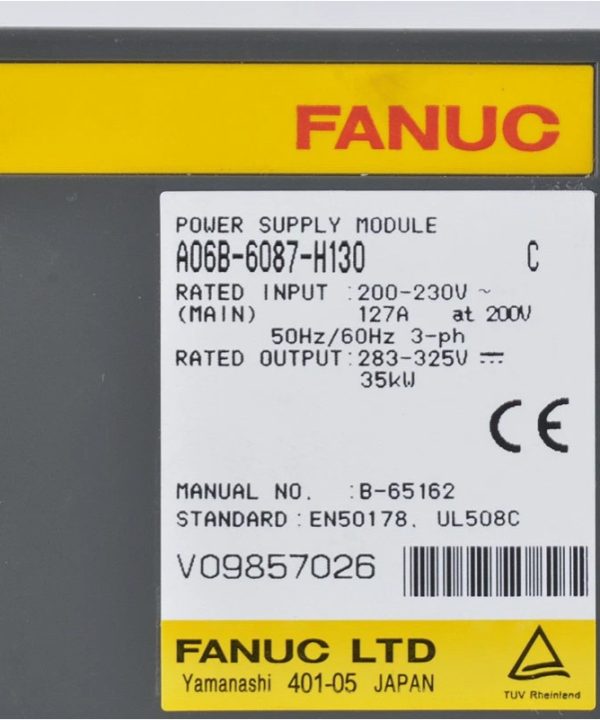 FANUC
POWER SUPPLY MODULE
A06B-6087-H130 C
RATED INPUT :200-230V ~
(MAIN) 127A at 200V
50Hz/60Hz 3-ph
RATED OUTPUT:283-325V ⎓
35kW
CE
MANUAL NO. :B-65162
STANDARD:EN50178, UL508C
V09857026
FANUC LTD
Yamanashi 401-05 JAPAN
TUV Rheinland